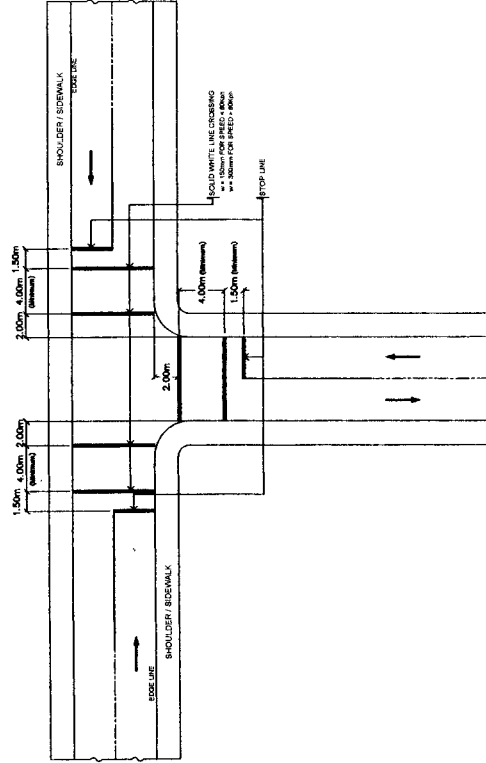 SHOULDER / SIDEWALK
EDGE LINE
1.50m
4.00m
(Minimum)
2.00m
2.00m
4.00m
(Minimum)
1.50m
SOLID WHITE LINE CROSSING
w = 150mm FOR SPEED < 60kph
w = 300mm FOR SPEED > 60kph
STOP LINE
2.00m
4.00m (Minimum)
1.50m (Minimum)
SHOULDER / SIDEWALK
EDGE LINE